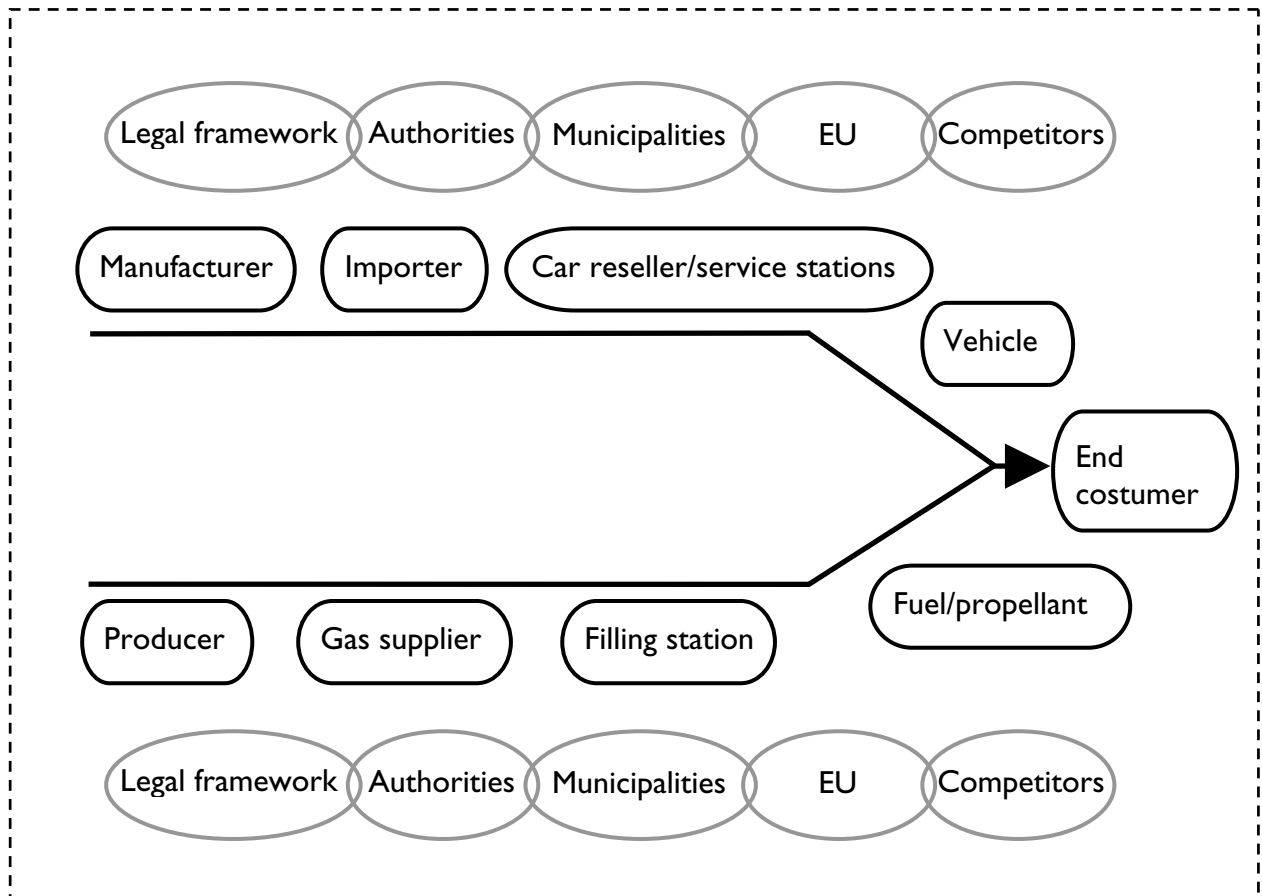 Legal framework Authorities Municipalities EU Competitors
Manufacturer Importer Car reseller/service stations
Vehicle
End
costumer
Fuel/propellant
Producer Gas supplier Filling station
Legal framework Authorities Municipalities EU Competitors